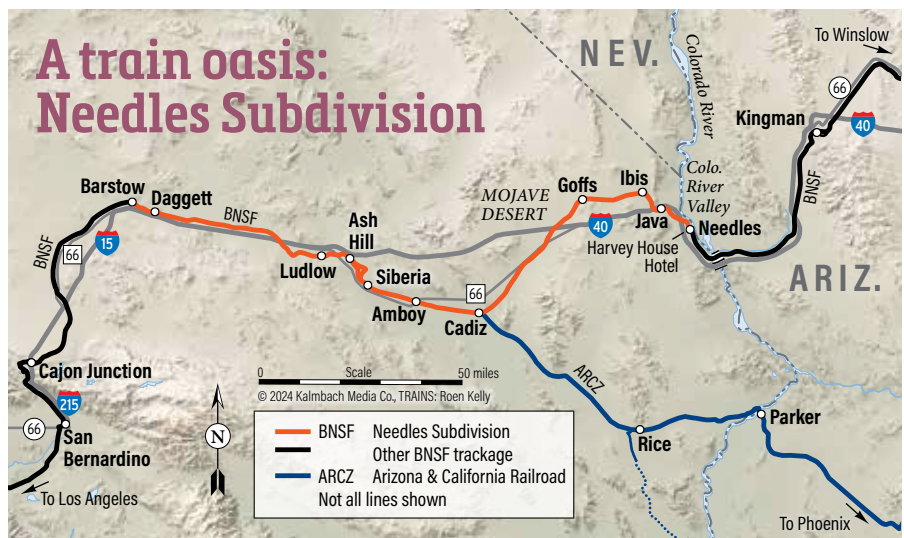 A train oasis:
Needles Subdivision
NEV.
Colorado River
To Winslow
66
Kingman
40
BNSF
Barstow
Daggett
BNSF
MOJAVE
DESERT
Goffs
Ibis
Colo.
River
Valley
Java
Needles
40
Harvey House
Hotel
ARIZ.
BNSF
66
15
Ash
Hill
Ludlow
Siberia
Amboy
66
Cadiz
Cajon Junction
215
66
San
Bernardino
To Los Angeles
0 Scale 50 miles
© 2024 Kalmbach Media Co., TRAINS: Roen Kelly
N
ARCZ
Rice
Parker
To Phoenix
BNSF Needles Subdivision
Other BNSF trackage
ARCZ Arizona & California Railroad
Not all lines shown